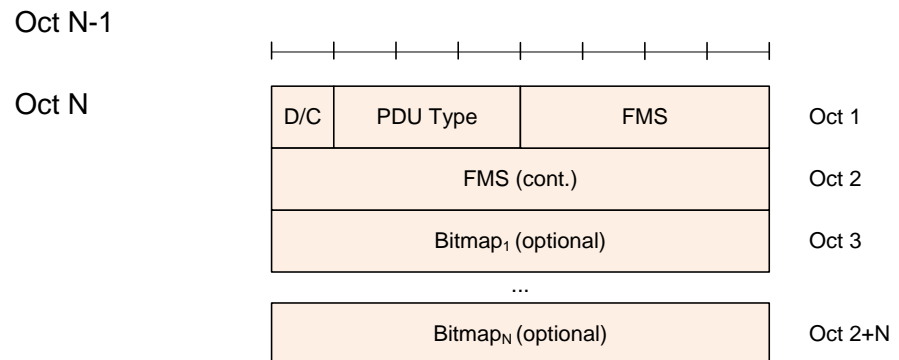 Oct N-1
Oct N
D/C PDU Type FMS Oct 1
FMS (cont.) Oct 2
Bitmap₁ (optional) Oct 3
...
Bitmap_N (optional) Oct 2+N